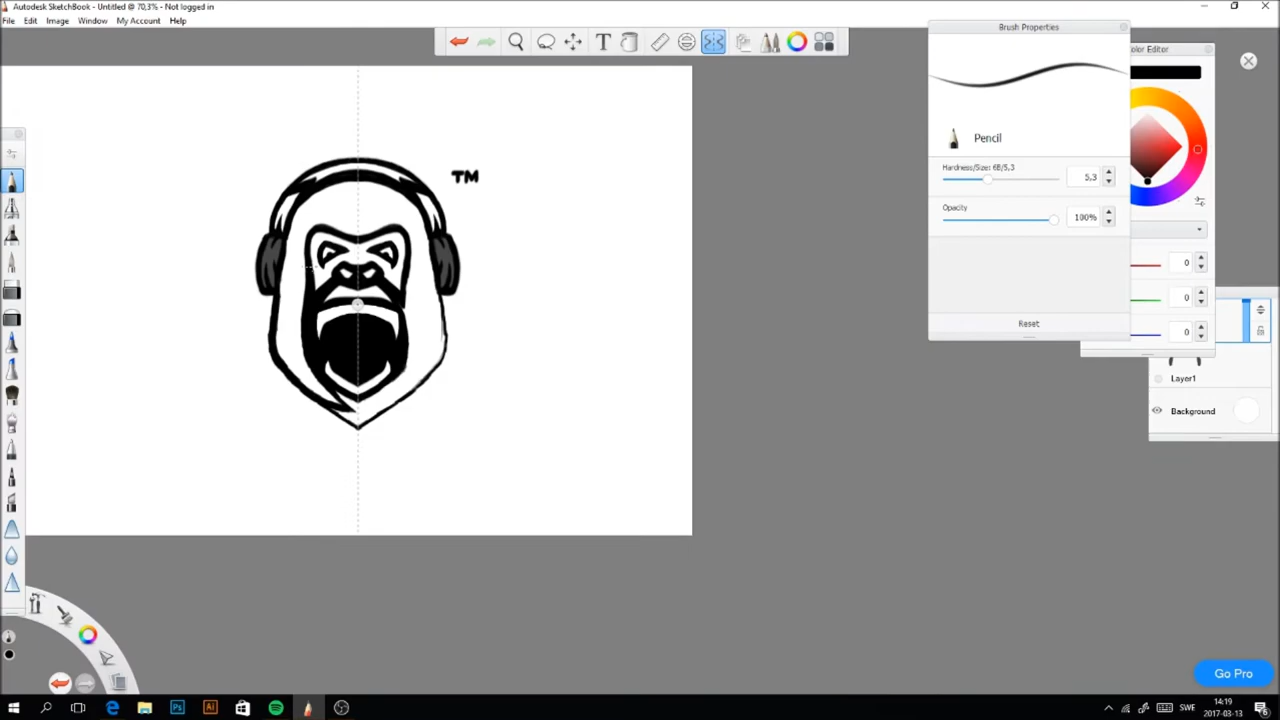 Autodesk SketchBook - Untitled @ 70,3% - Not logged in
File Edit Image Window My Account Help
Brush Properties
Color Editor
Pencil
Hardness/Size: 68/5,3
5,3
Opacity
100%
0
0
0
Reset
TM
Layer1
Background
Go Pro
SWE
14:19
2017-03-13